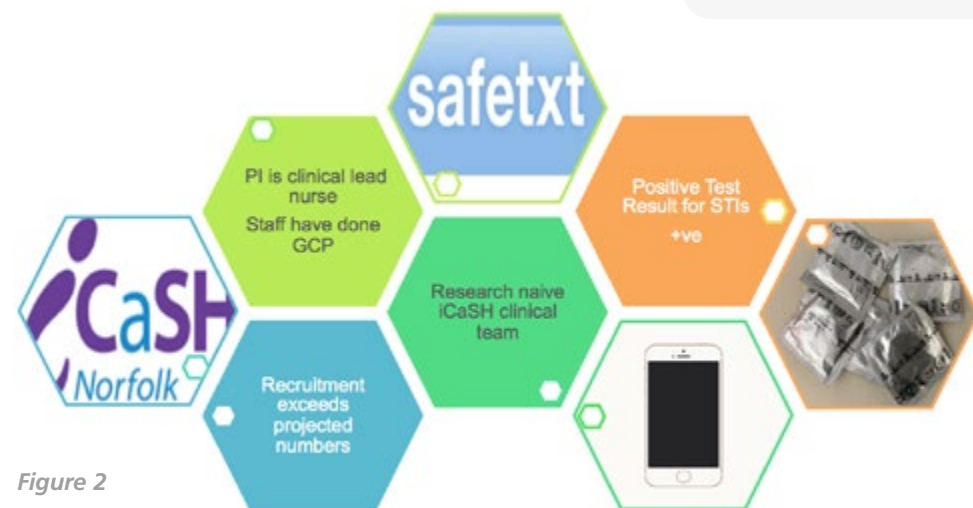 safetxt
PI is clinical lead
nurse
Staff have done
GCP
Positive Test
Result for STIs
+ve
iCaSH
Norfolk
Research naive
iCaSH clinical
team
Recruitment
exceeds
projected
numbers
Figure 2